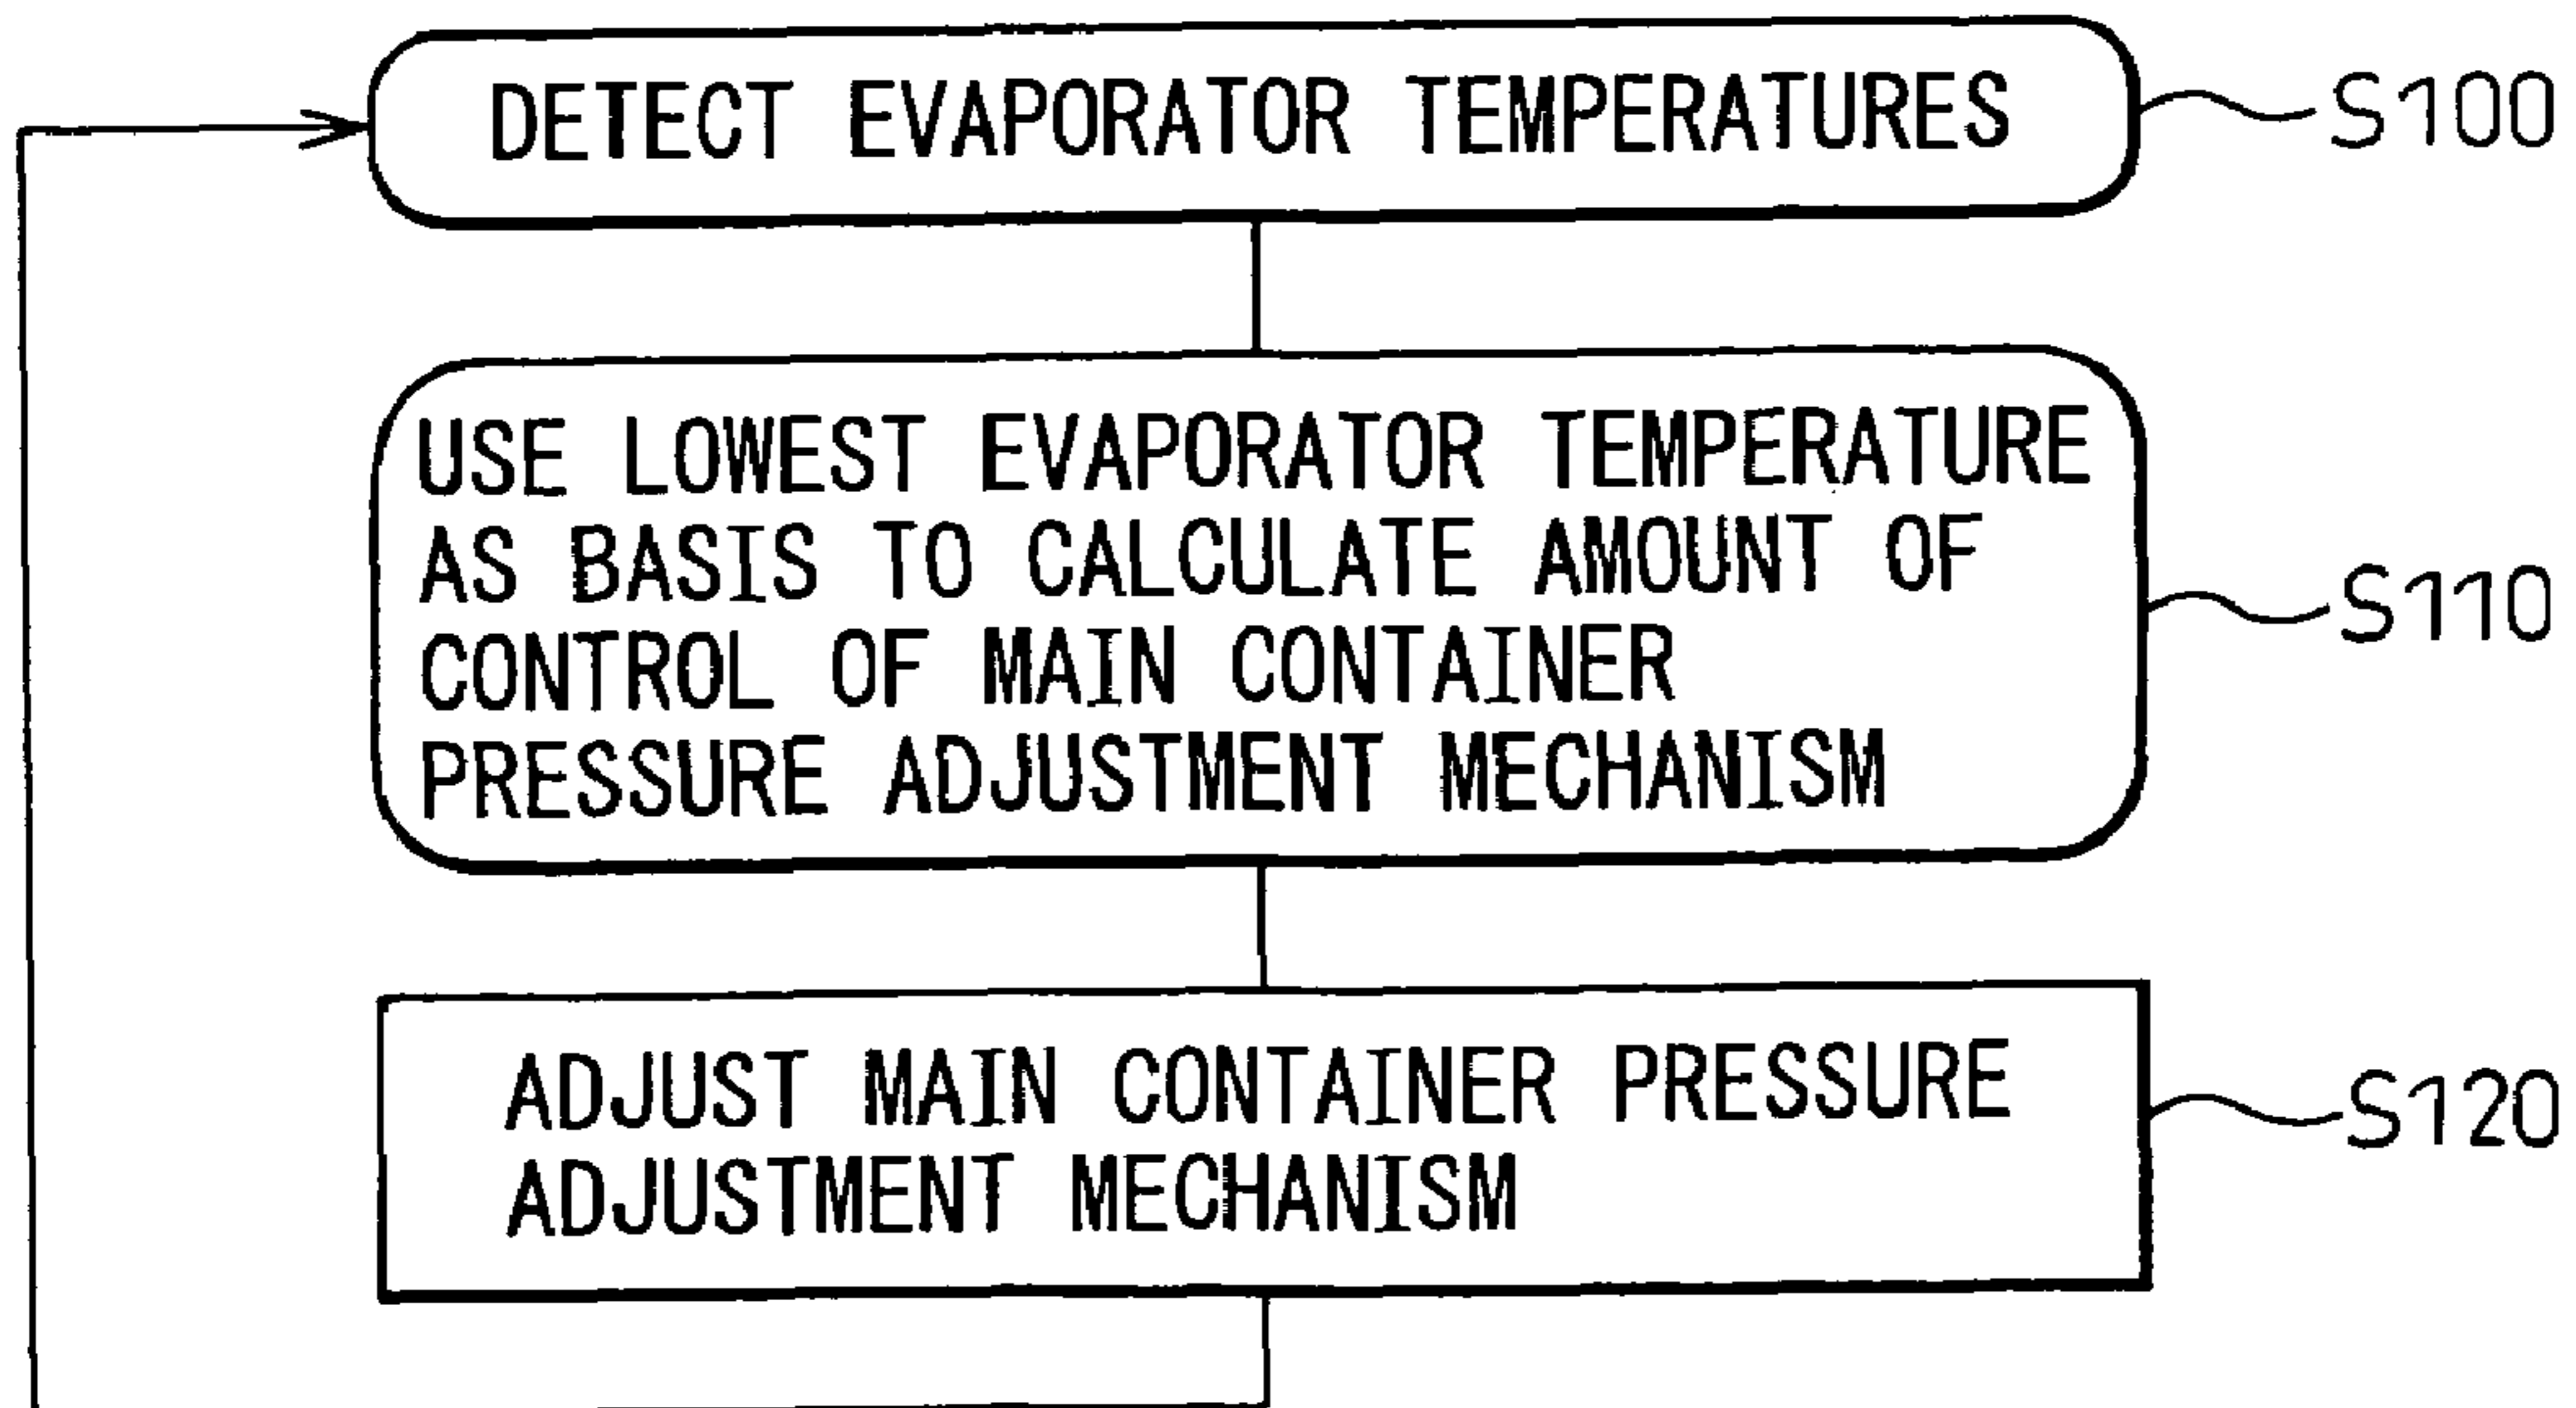 DETECT EVAPORATOR TEMPERATURES
S100
USE LOWEST EVAPORATOR TEMPERATURE
AS BASIS TO CALCULATE AMOUNT OF
CONTROL OF MAIN CONTAINER
PRESSURE ADJUSTMENT MECHANISM
S110
ADJUST MAIN CONTAINER PRESSURE
ADJUSTMENT MECHANISM
S120